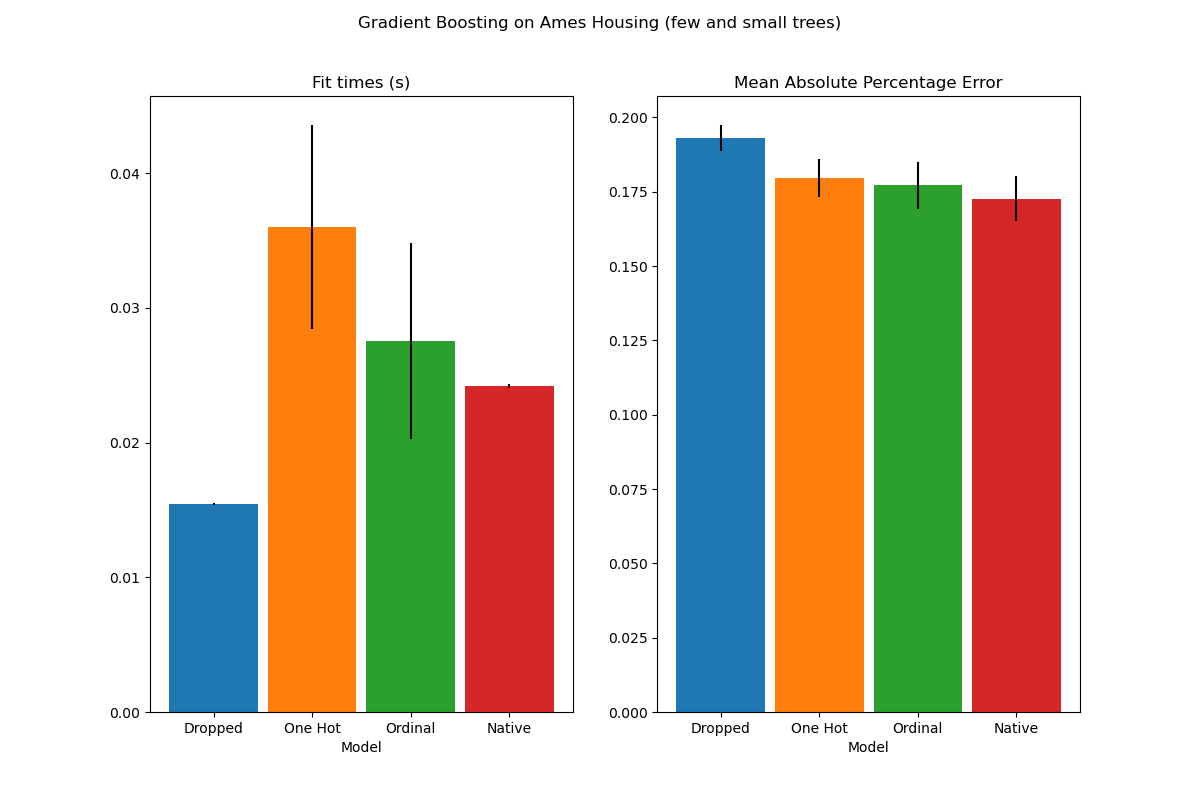 Gradient Boosting on Ames Housing (few and small trees)
Fit times (s)
0.04
0.03
0.02
0.01
0.00
Dropped
One Hot
Ordinal
Native
Model
Mean Absolute Percentage Error
0.200
0.175
0.150
0.125
0.100
0.075
0.050
0.025
0.000
Dropped
One Hot
Ordinal
Native
Model